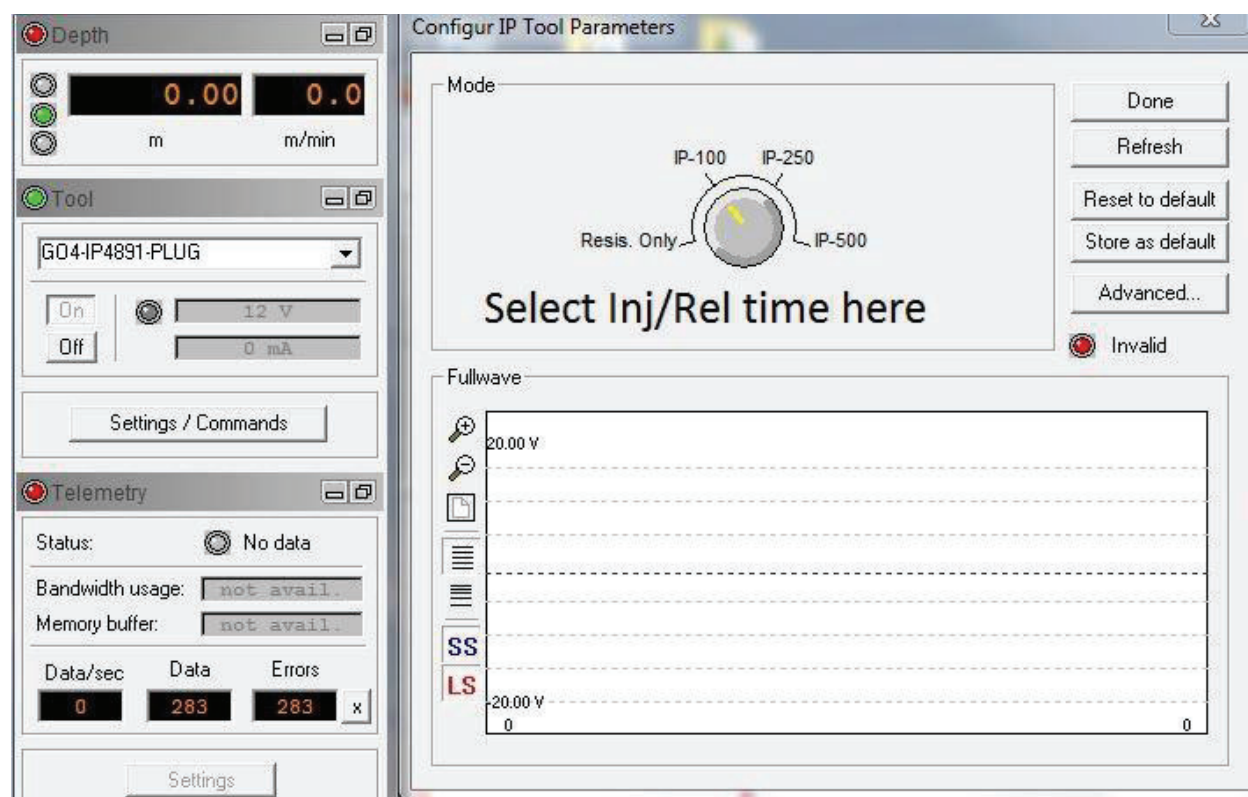 Depth
0.00 0.0
m m/min
Tool
GO4-IP4891-PLUG
On
12 V
Off
0 mA
Settings / Commands
Telemetry
Status: No data
Bandwidth usage: not avail.
Memory buffer: not avail.
Data/sec Data Errors
0 283 283 x
Settings
Configur IP Tool Parameters
Mode
IP-100 IP-250
Resis. Only IP-500
Select Inj/Rel time here
Done
Refresh
Reset to default
Store as default
Advanced...
Invalid
Fullwave
20.00 V
SS
LS
-20.00 V
0 0